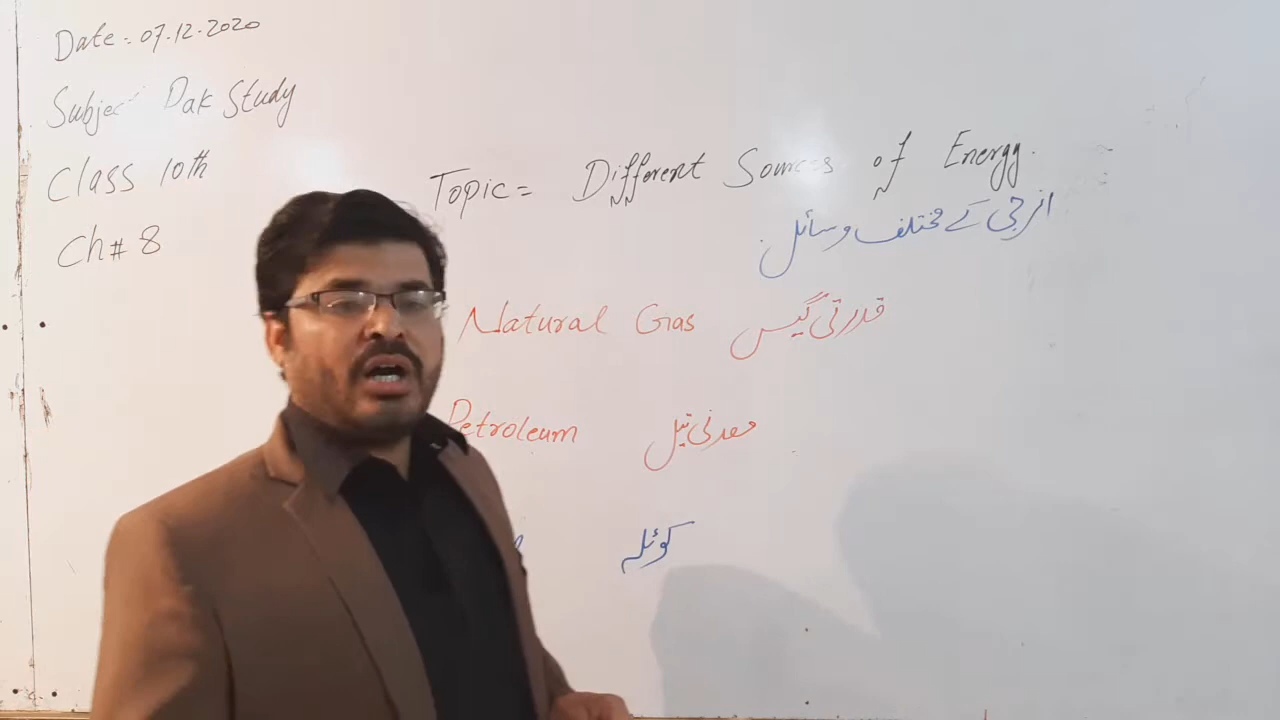 Date: 07.12.2020
Subject Pak Study
Class 10th
Ch # 8
Topic = Different Sources of Energy.
انرجی کے مختلف وسائل
Natural Gas قدرتی گیس
Petroleum معدنی تیل
کوئلہ